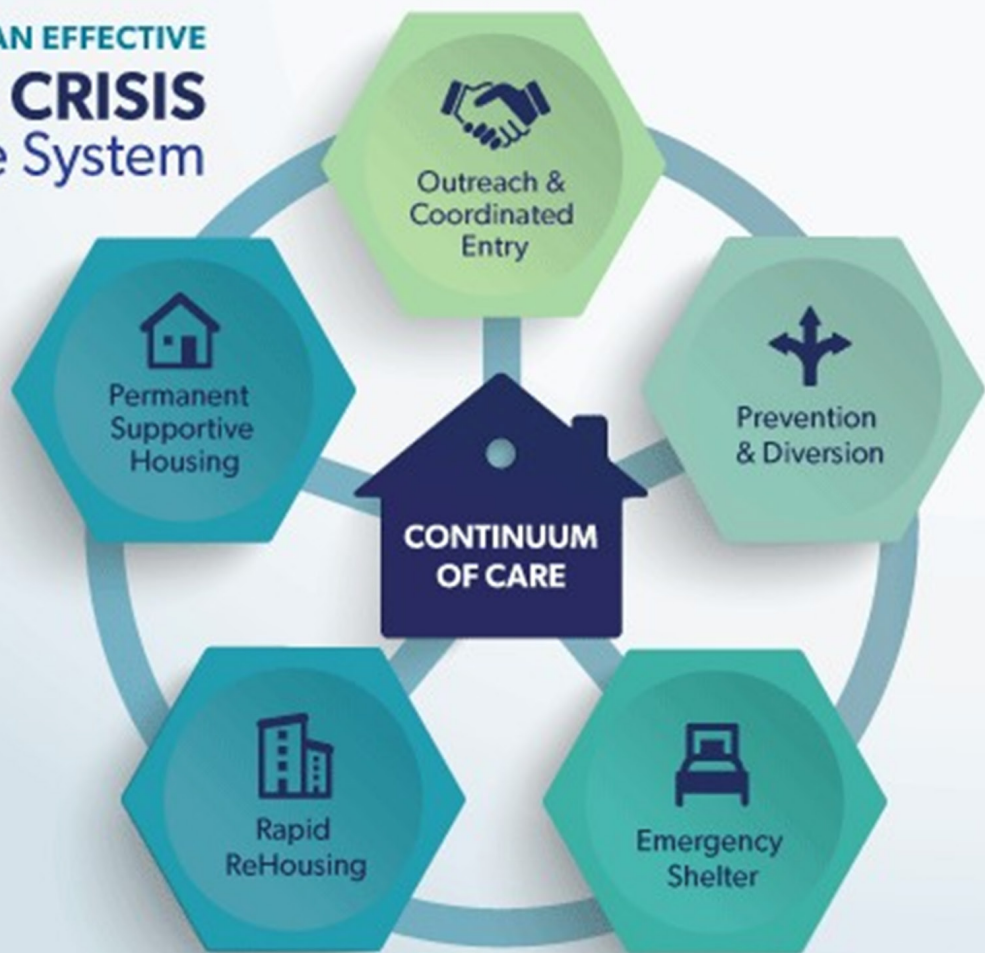 AN EFFECTIVE
CRISIS
e System
Outreach &
Coordinated
Entry
Prevention
& Diversion
Emergency
Shelter
Rapid
ReHousing
Permanent
Supportive
Housing
CONTINUUM
OF CARE